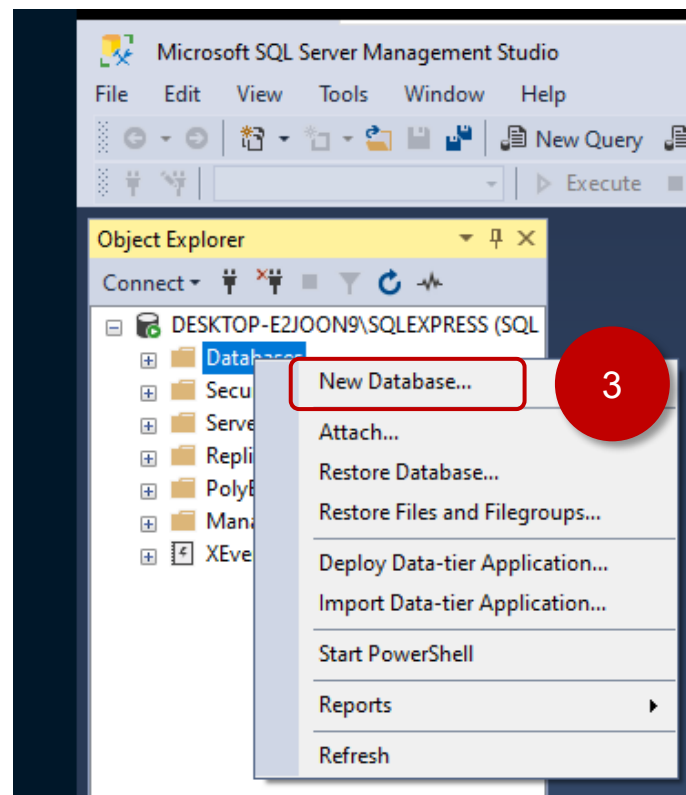 Microsoft SQL Server Management Studio
File Edit View Tools Window Help
New Query
Execute
Object Explorer
Connect
DESKTOP-E2JOON9\SQLEXPRESS (SQL
Databases
New Database...
3
Attach...
Restore Database...
Restore Files and Filegroups...
Deploy Data-tier Application...
Import Data-tier Application...
Start PowerShell
Reports
Refresh